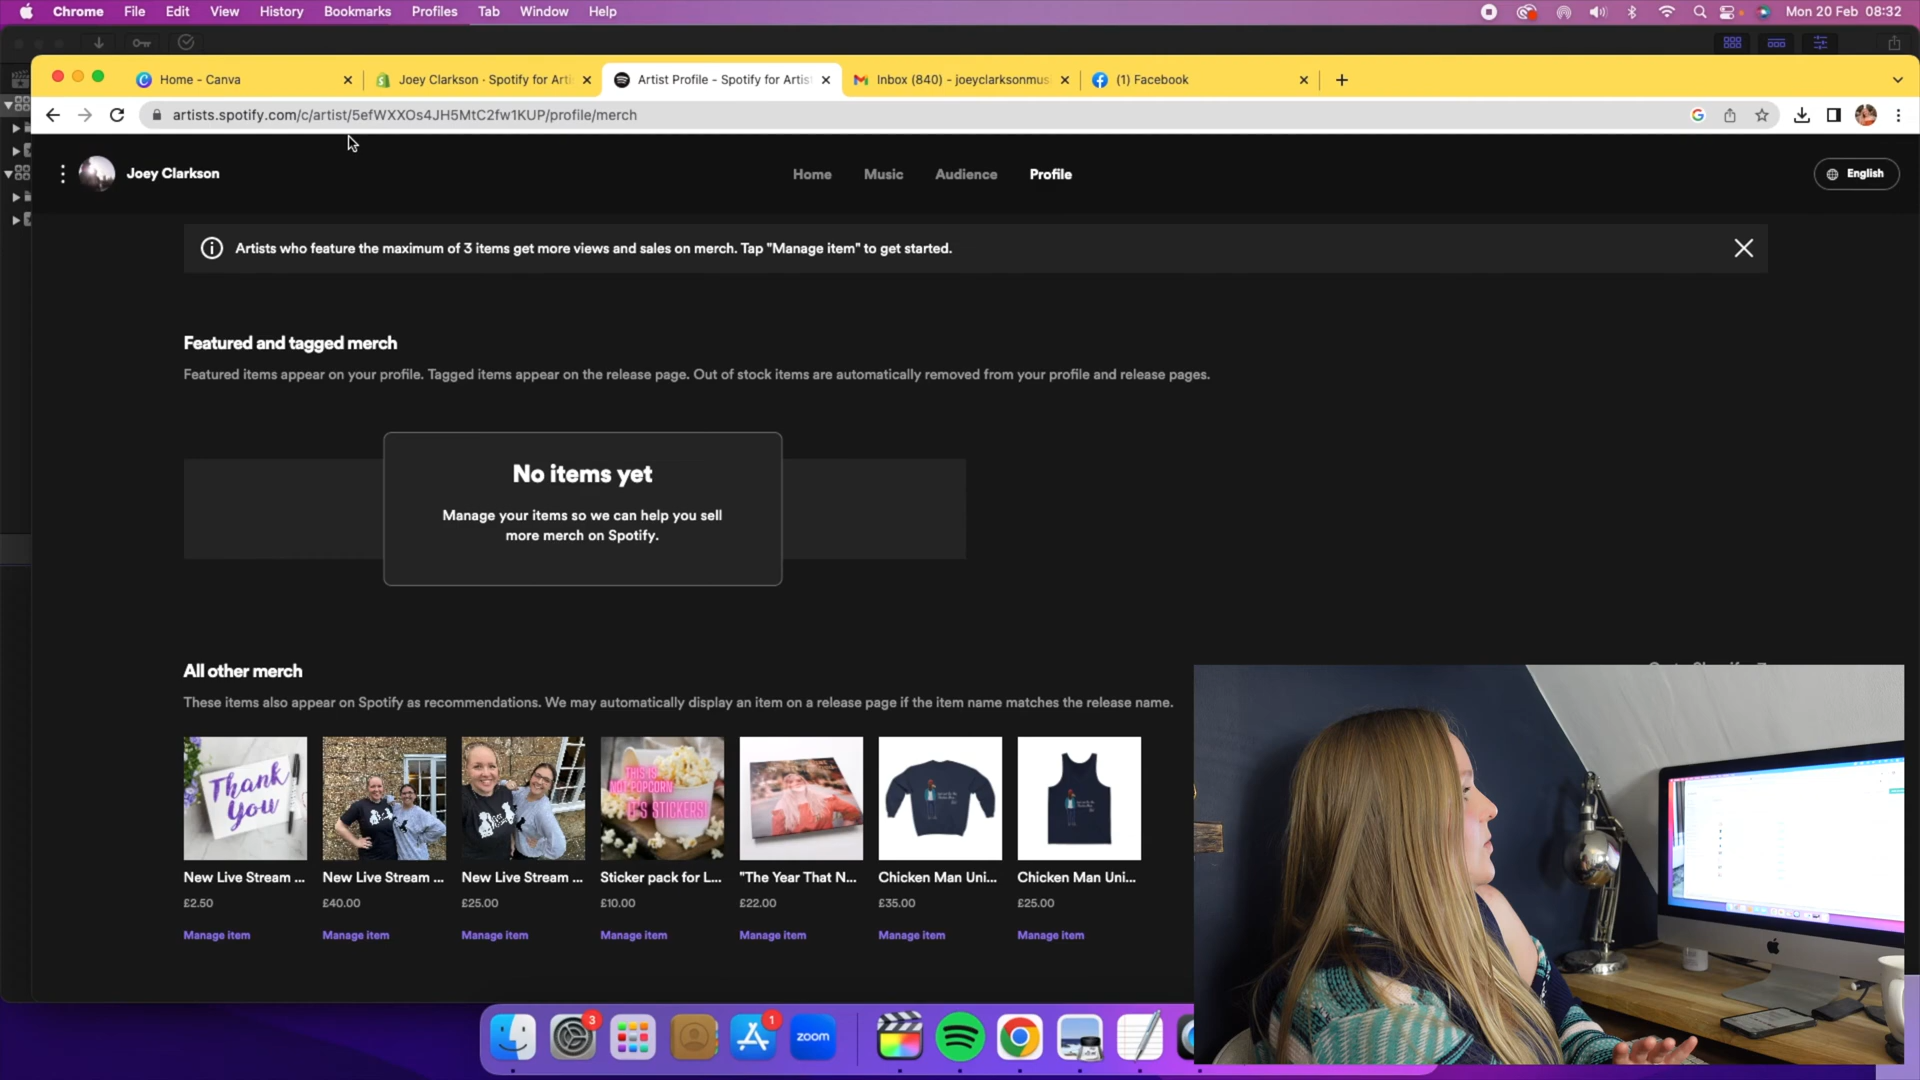 Chrome File Edit View History Bookmarks Profiles Tab Window Help Mon 20 Feb 08:32
Home - Canva Joey Clarkson · Spotify for Arti Artist Profile - Spotify for Artis Inbox (840) - joeyclarksonmus (1) Facebook
artists.spotify.com/c/artist/5efWXXOs4JH5MtC2fw1KUP/profile/merch
Joey Clarkson Home Music Audience Profile English
Artists who feature the maximum of 3 items get more views and sales on merch. Tap "Manage item" to get started.
Featured and tagged merch
Featured items appear on your profile. Tagged items appear on the release page. Out of stock items are automatically removed from your profile and release pages.
No items yet
Manage your items so we can help you sell
more merch on Spotify.
All other merch
These items also appear on Spotify as recommendations. We may automatically display an item on a release page if the item name matches the release name.
Thank
You
THIS IS
NOT POPCORN
IT'S STICKERS!
New Live Stream ... New Live Stream ... New Live Stream ... Sticker pack for L... "The Year That N... Chicken Man Uni... Chicken Man Uni...
£2.50 £40.00 £25.00 £10.00 £22.00 £35.00 £25.00
Manage item Manage item Manage item Manage item Manage item Manage item Manage item
3 1 zoom